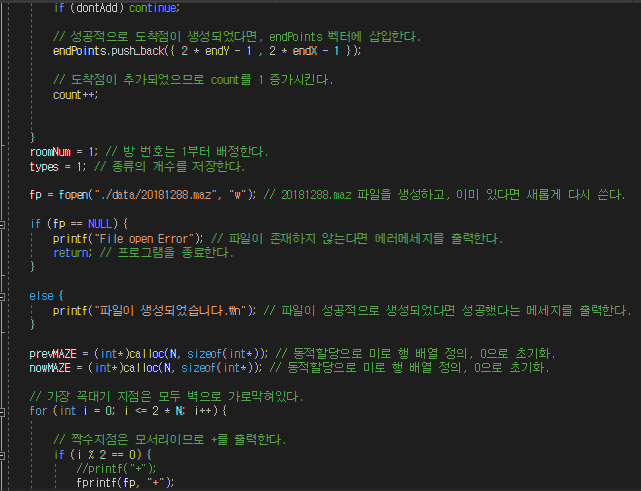 if (dontAdd) continue;
// 성공적으로 도착점이 생성되었다면, endPoints 벡터에 삽입한다.
endPoints.push_back({ 2 * endY - 1 , 2 * endX - 1 });
// 도착점이 추가되었으므로 count를 1 증가시킨다.
count++;
}
roomNum = 1; // 방 번호는 1부터 배정한다.
types = 1; // 종류의 개수를 저장한다.
fp = fopen("./data/20181288.maz", "w"); // 20181288.maz 파일을 생성하고, 이미 있다면 새롭게 다시 쓴다.
if (fp == NULL) {
printf("File open Error"); // 파일이 존재하지 않는다면 에러메세지를 출력한다.
return; // 프로그램을 종료한다.
}
else {
printf("파일이 생성되었습니다.₩n"); // 파일이 성공적으로 생성되었다면 성공했다는 메세지를 출력한다.
}
prevMAZE = (int*)calloc(N, sizeof(int*)); // 동적할당으로 미로 행 배열 정의, 0으로 초기화.
nowMAZE = (int*)calloc(N, sizeof(int*)); // 동적할당으로 미로 행 배열 정의, 0으로 초기화.
// 가장 꼭대기 지점은 모두 벽으로 가로막혀있다.
for (int i = 0; i <= 2 * N; i++) {
// 짝수지점은 모서리이므로 +를 출력한다.
if (i % 2 == 0) {
//printf("+");
fprintf(fp, "+");